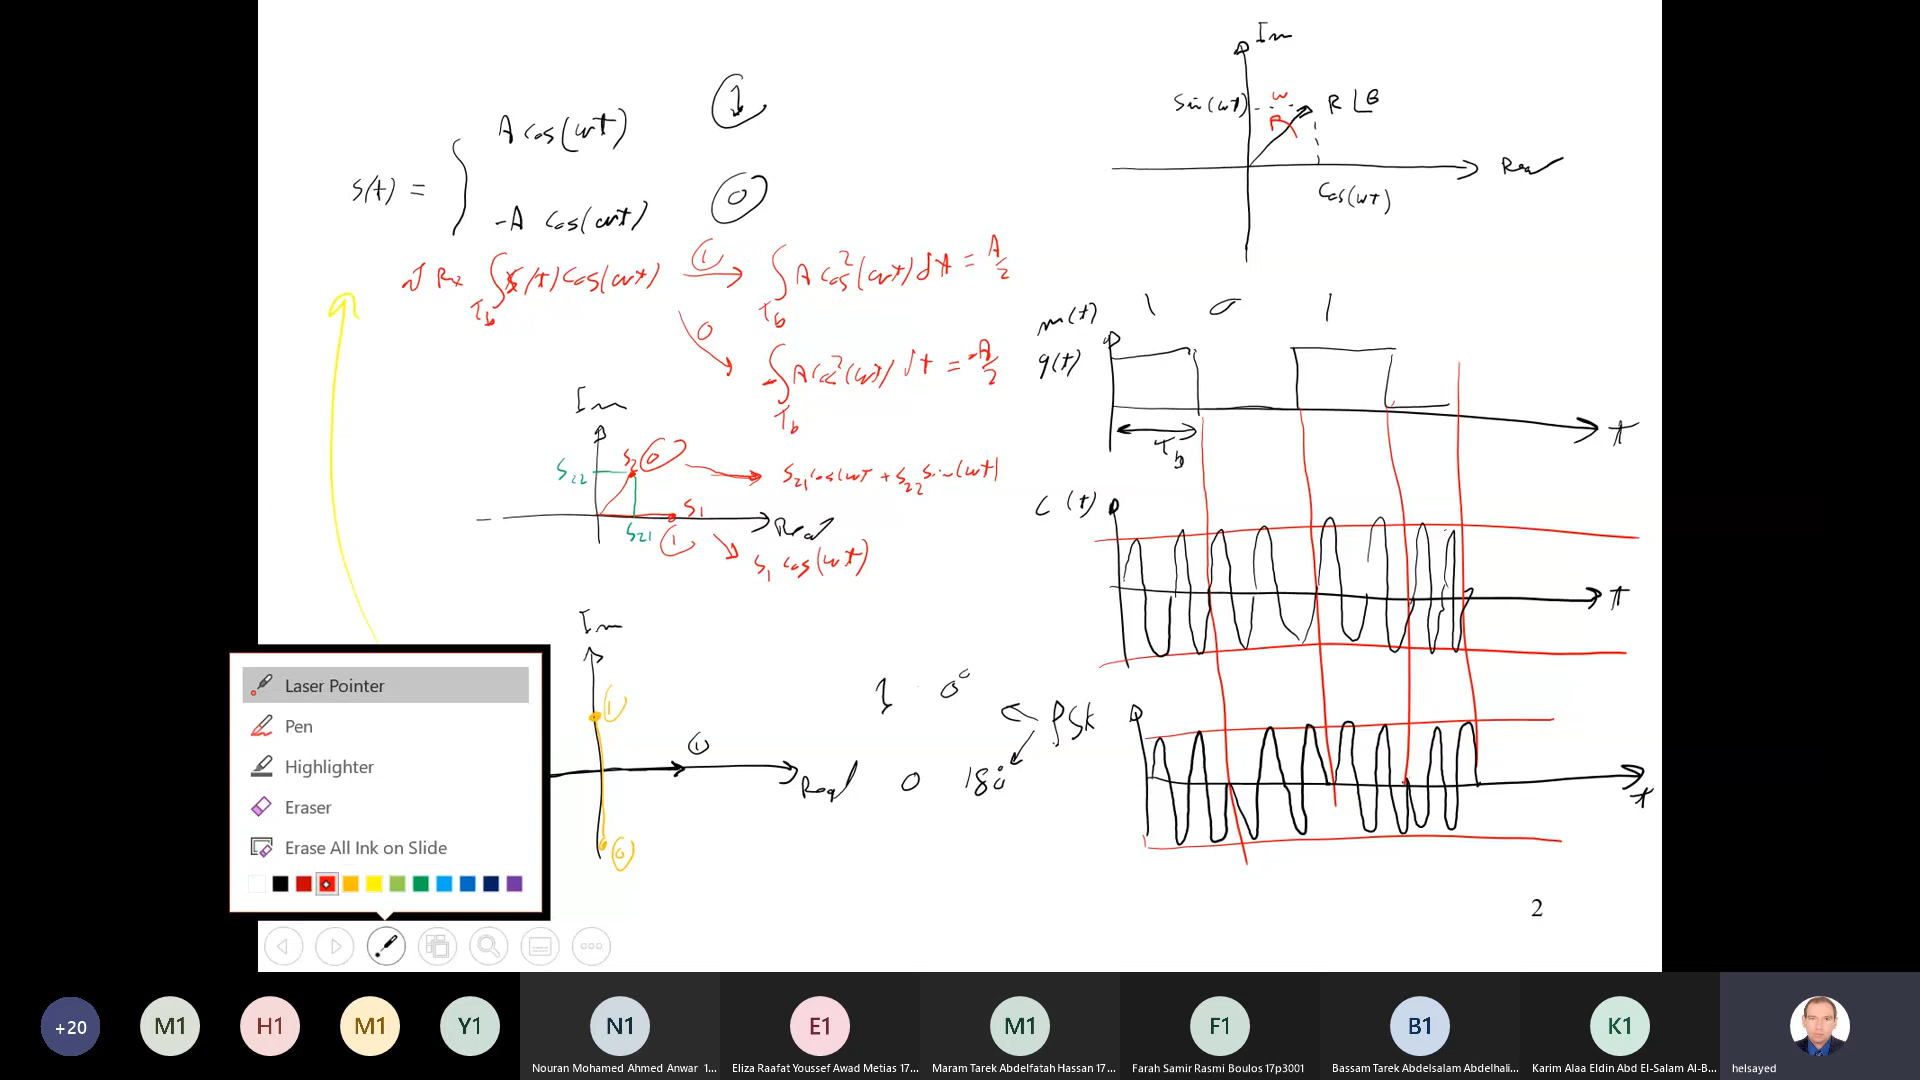 Im
Sin(wt)
w
R
R∠θ
Real
Cos(wt)
s(t) =
A cos(wt)
1
-A cos(wt)
0
Rx ∫ s(t) cos(wt)
Tb
1
∫ A cos²(wt) dt = A/2
Tb
0
-∫ A cos²(wt) dt = -A/2
Tb
m(t) 1 0 1
g(t)
Tb
t
Im
S22
S2
0
S21 cos(wt + S22 sin(wt)
S1
Real
S21
1
S1 cos(wt)
c(t)
t
Im
1
1
Real
0
1 0°
PSK
0 180°
t
Laser Pointer
Pen
Highlighter
Eraser
Erase All Ink on Slide
2
+20
M1
H1
M1
Y1
N1
E1
M1
F1
B1
K1
Nouran Mohamed Ahmed Anwar 1...
Eliza Raafat Youssef Awad Metias 17...
Maram Tarek Abdelfatah Hassan 17...
Farah Samir Rasmi Boulos 17p3001
Bassam Tarek Abdelsalam Abdelhali...
Karim Alaa Eldin Abd El-Salam Al-B...
helsayed